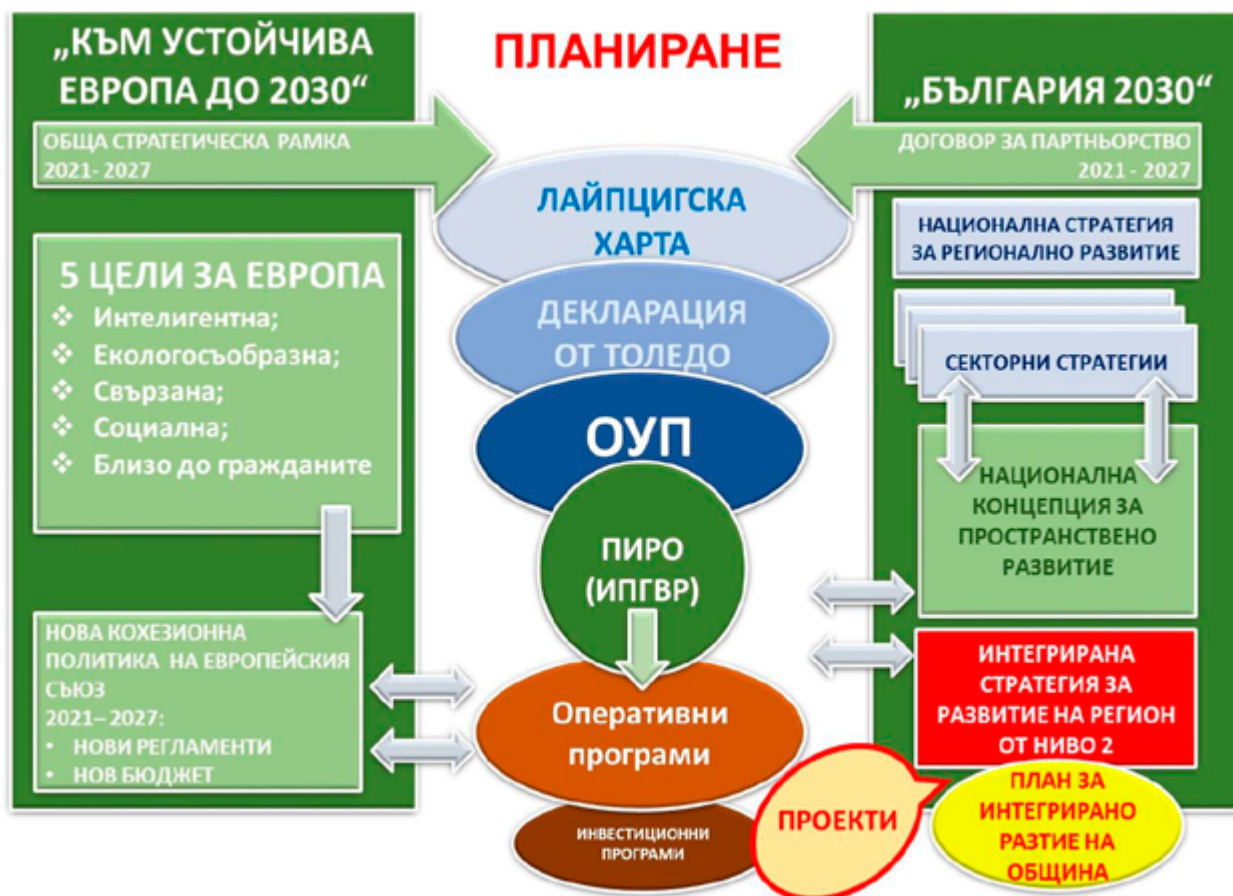 „КЪМ УСТОЙЧИВА
ЕВРОПА ДО 2030“
ОБЩА СТРАТЕГИЧЕСКА РАМКА
2021- 2027
5 ЦЕЛИ ЗА ЕВРОПА
❖ Интелигентна;
❖ Екологосъобразна;
❖ Свързана;
❖ Социална;
❖ Близо до гражданите
НОВА КОХЕЗИОННА
ПОЛИТИКА НА ЕВРОПЕЙСКИЯ
СЪЮЗ
2021– 2027:
• НОВИ РЕГЛАМЕНТИ
• НОВ БЮДЖЕТ
ПЛАНИРАНЕ
ЛАЙПЦИГСКА
ХАРТА
ДЕКЛАРАЦИЯ
ОТ ТОЛЕДО
ОУП
ПИРО
(ИПГВР)
Оперативни
програми
ИНВЕСТИЦИОННИ
ПРОГРАМИ
ПРОЕКТИ
„БЪЛГАРИЯ 2030“
ДОГОВОР ЗА ПАРТНЬОРСТВО
2021 - 2027
НАЦИОНАЛНА СТРАТЕГИЯ
ЗА РЕГИОНАЛНО РАЗВИТИЕ
СЕКТОРНИ СТРАТЕГИИ
НАЦИОНАЛНА
КОНЦЕПЦИЯ ЗА
ПРОСТРАНСТВЕНО
РАЗВИТИЕ
ИНТЕГРИРАНА
СТРАТЕГИЯ ЗА
РАЗВИТИЕ НА РЕГИОН
ОТ НИВО 2
ПЛАН ЗА
ИНТЕГРИРАНО
РАЗТИЕ НА
ОБЩИНА